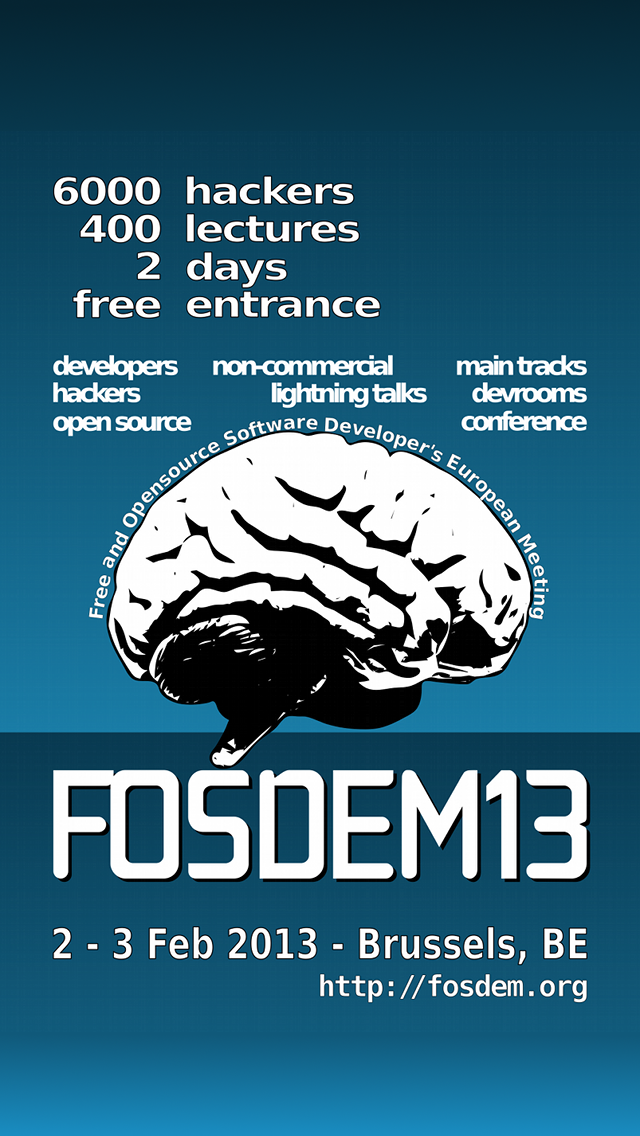 6000 hackers
400 lectures
2 days
free entrance
developers non-commercial main tracks
hackers lightning talks devrooms
open source conference
Free and Opensource Software Developer's European Meeting
FOSDEM13
2 - 3 Feb 2013 - Brussels, BE
http://fosdem.org